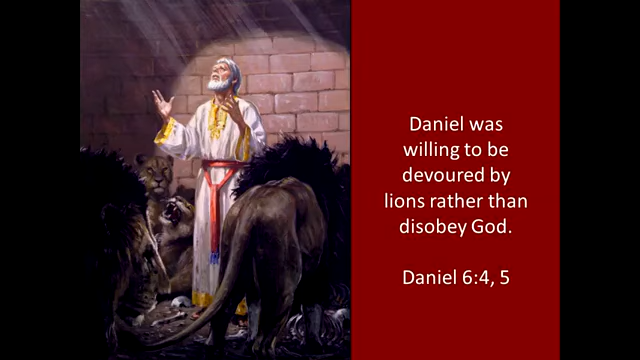 Daniel was
willing to be
devoured by
lions rather than
disobey God.
Daniel 6:4, 5